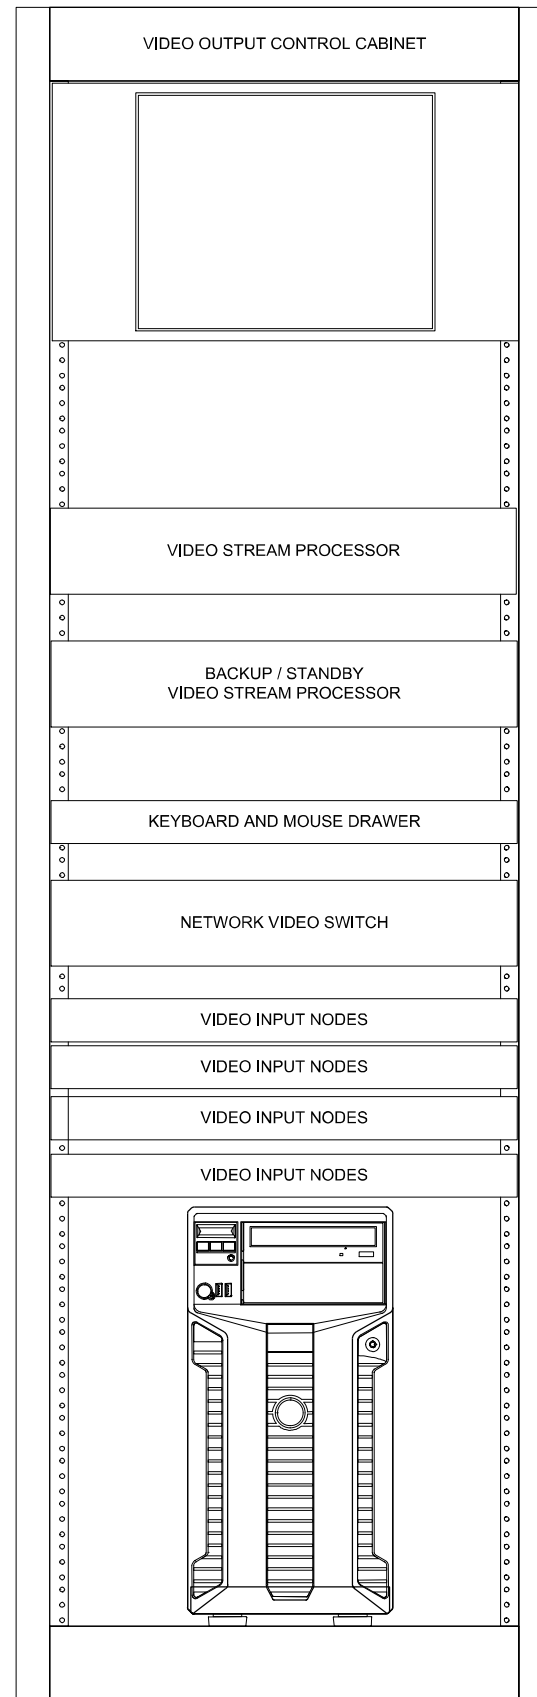 VIDEO OUTPUT CONTROL CABINET
VIDEO STREAM PROCESSOR
BACKUP / STANDBY
VIDEO STREAM PROCESSOR
KEYBOARD AND MOUSE DRAWER
NETWORK VIDEO SWITCH
VIDEO INPUT NODES
VIDEO INPUT NODES
VIDEO INPUT NODES
VIDEO INPUT NODES